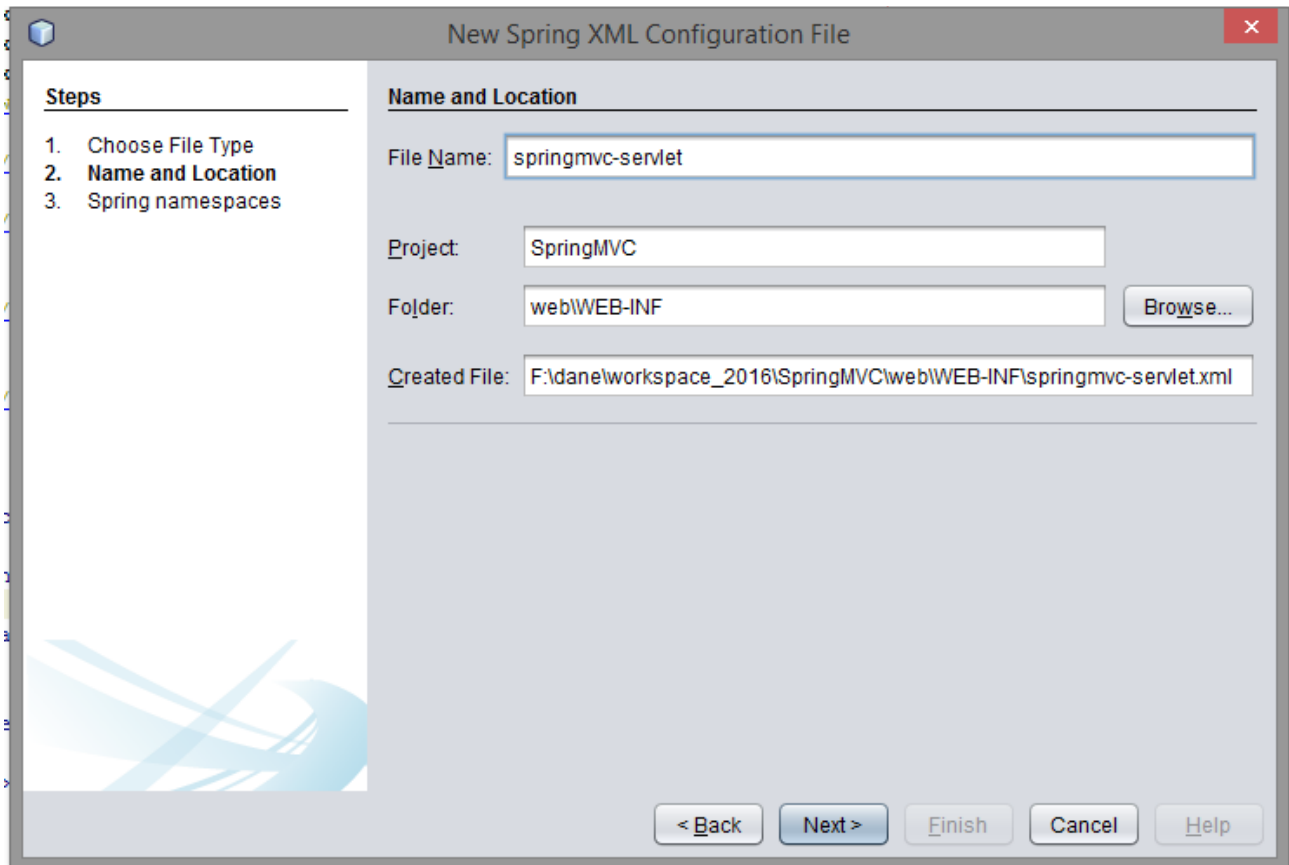 New Spring XML Configuration File
Steps
1. Choose File Type
2. Name and Location
3. Spring namespaces
Name and Location
File Name: springmvc-servlet
Project: SpringMVC
Folder: web\WEB-INF Browse...
Created File: F:\dane\workspace_2016\SpringMVC\web\WEB-INF\springmvc-servlet.xml
< Back Next > Finish Cancel Help